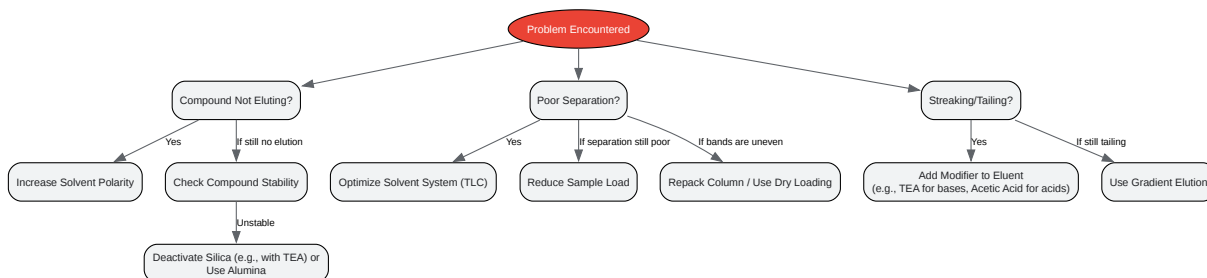 Problem Encountered
Compound Not Eluting?
Poor Separation?
Streaking/Tailing?
Yes
If still no elution
Yes
If separation still poor
If bands are uneven
Yes
If still tailing
Increase Solvent Polarity
Check Compound Stability
Optimize Solvent System (TLC)
Reduce Sample Load
Repack Column / Use Dry Loading
Add Modifier to Eluent
(e.g., TEA for bases, Acetic Acid for acids)
Use Gradient Elution
Unstable
Deactivate Silica (e.g., with TEA) or
Use Alumina